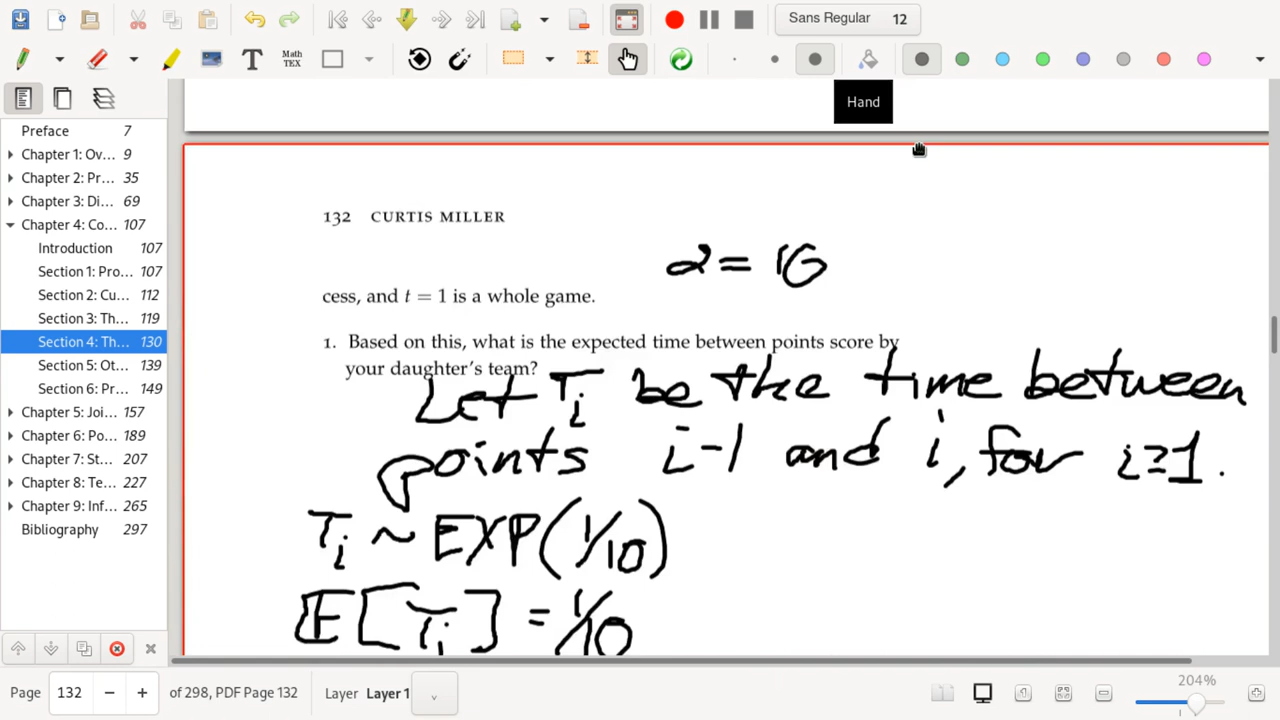 Sans Regular 12
T Math TEX
Hand
Preface 7
Chapter 1: Ov... 9
Chapter 2: Pr... 35
Chapter 3: Di... 69
Chapter 4: Co... 107
Introduction 107
Section 1: Pro... 107
Section 2: Cu... 112
Section 3: Th... 119
Section 4: Th... 130
Section 5: Ot... 139
Section 6: Pr... 149
Chapter 5: Joi... 157
Chapter 6: Po... 189
Chapter 7: St... 207
Chapter 8: Te... 227
Chapter 9: Inf... 265
Bibliography 297
132 CURTIS MILLER
α = 10
cess, and t = 1 is a whole game.
1. Based on this, what is the expected time between points score by
your daughter's team?
Let Ti be the time between
points i-1 and i, for i≥1.
Ti ~ EXP(1/10)
E[Ti] = 1/10
Page 132 of 298, PDF Page 132 Layer Layer 1 204%